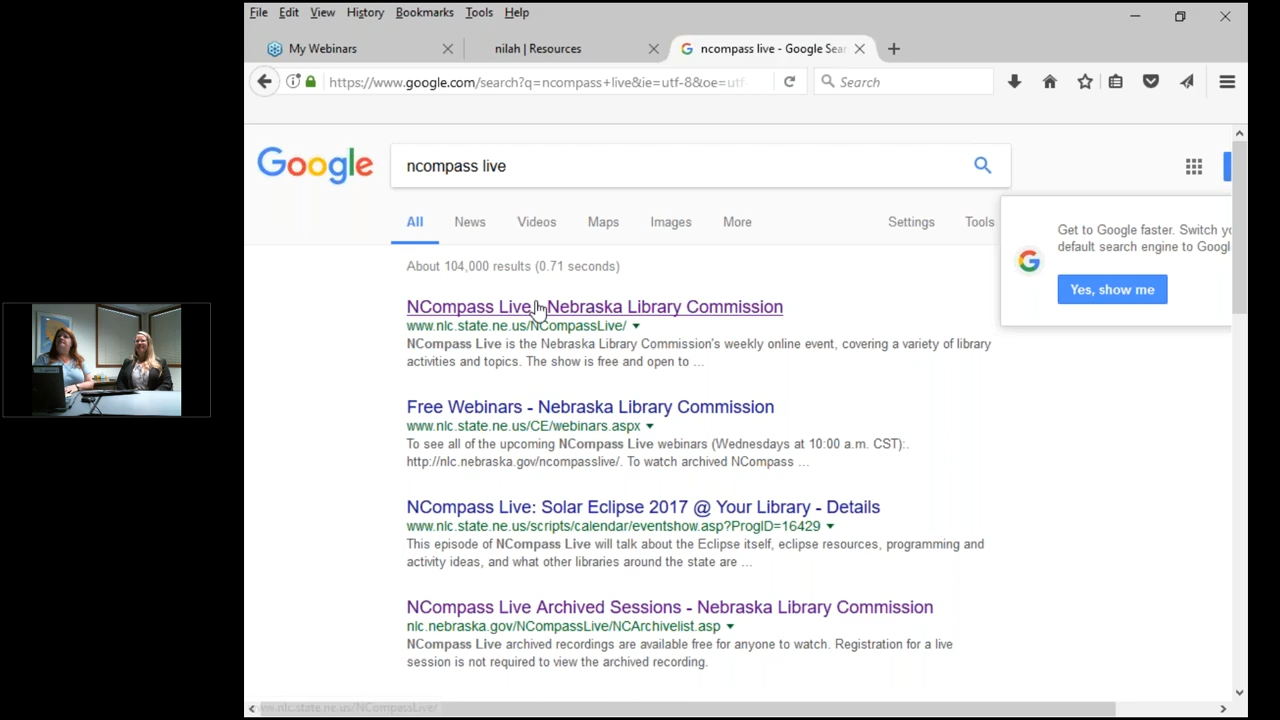 File Edit View History Bookmarks Tools Help
My Webinars
nilah | Resources
ncompass live - Google Sear
https://www.google.com/search?q=ncompass+live&ie=utf-8&oe=utf-
Search
Google
ncompass live
All News Videos Maps Images More Settings Tools
Get to Google faster. Switch yo
default search engine to Googl
Yes, show me
About 104,000 results (0.71 seconds)
NCompass Live - Nebraska Library Commission
www.nlc.state.ne.us/NCompassLive/
NCompass Live is the Nebraska Library Commission's weekly online event, covering a variety of library
activities and topics. The show is free and open to ...
Free Webinars - Nebraska Library Commission
www.nlc.state.ne.us/CE/webinars.aspx
To see all of the upcoming NCompass Live webinars (Wednesdays at 10:00 a.m. CST):.
http://nlc.nebraska.gov/ncompasslive/. To watch archived NCompass ...
NCompass Live: Solar Eclipse 2017 @ Your Library - Details
www.nlc.state.ne.us/scripts/calendar/eventshow.asp?ProgID=16429
This episode of NCompass Live will talk about the Eclipse itself, eclipse resources, programming and
activity ideas, and what other libraries around the state are ...
NCompass Live Archived Sessions - Nebraska Library Commission
nlc.nebraska.gov/NCompassLive/NCArchivelist.asp
NCompass Live archived recordings are available free for anyone to watch. Registration for a live
session is not required to view the archived recording.
www.nlc.state.ne.us/NCompassLive/